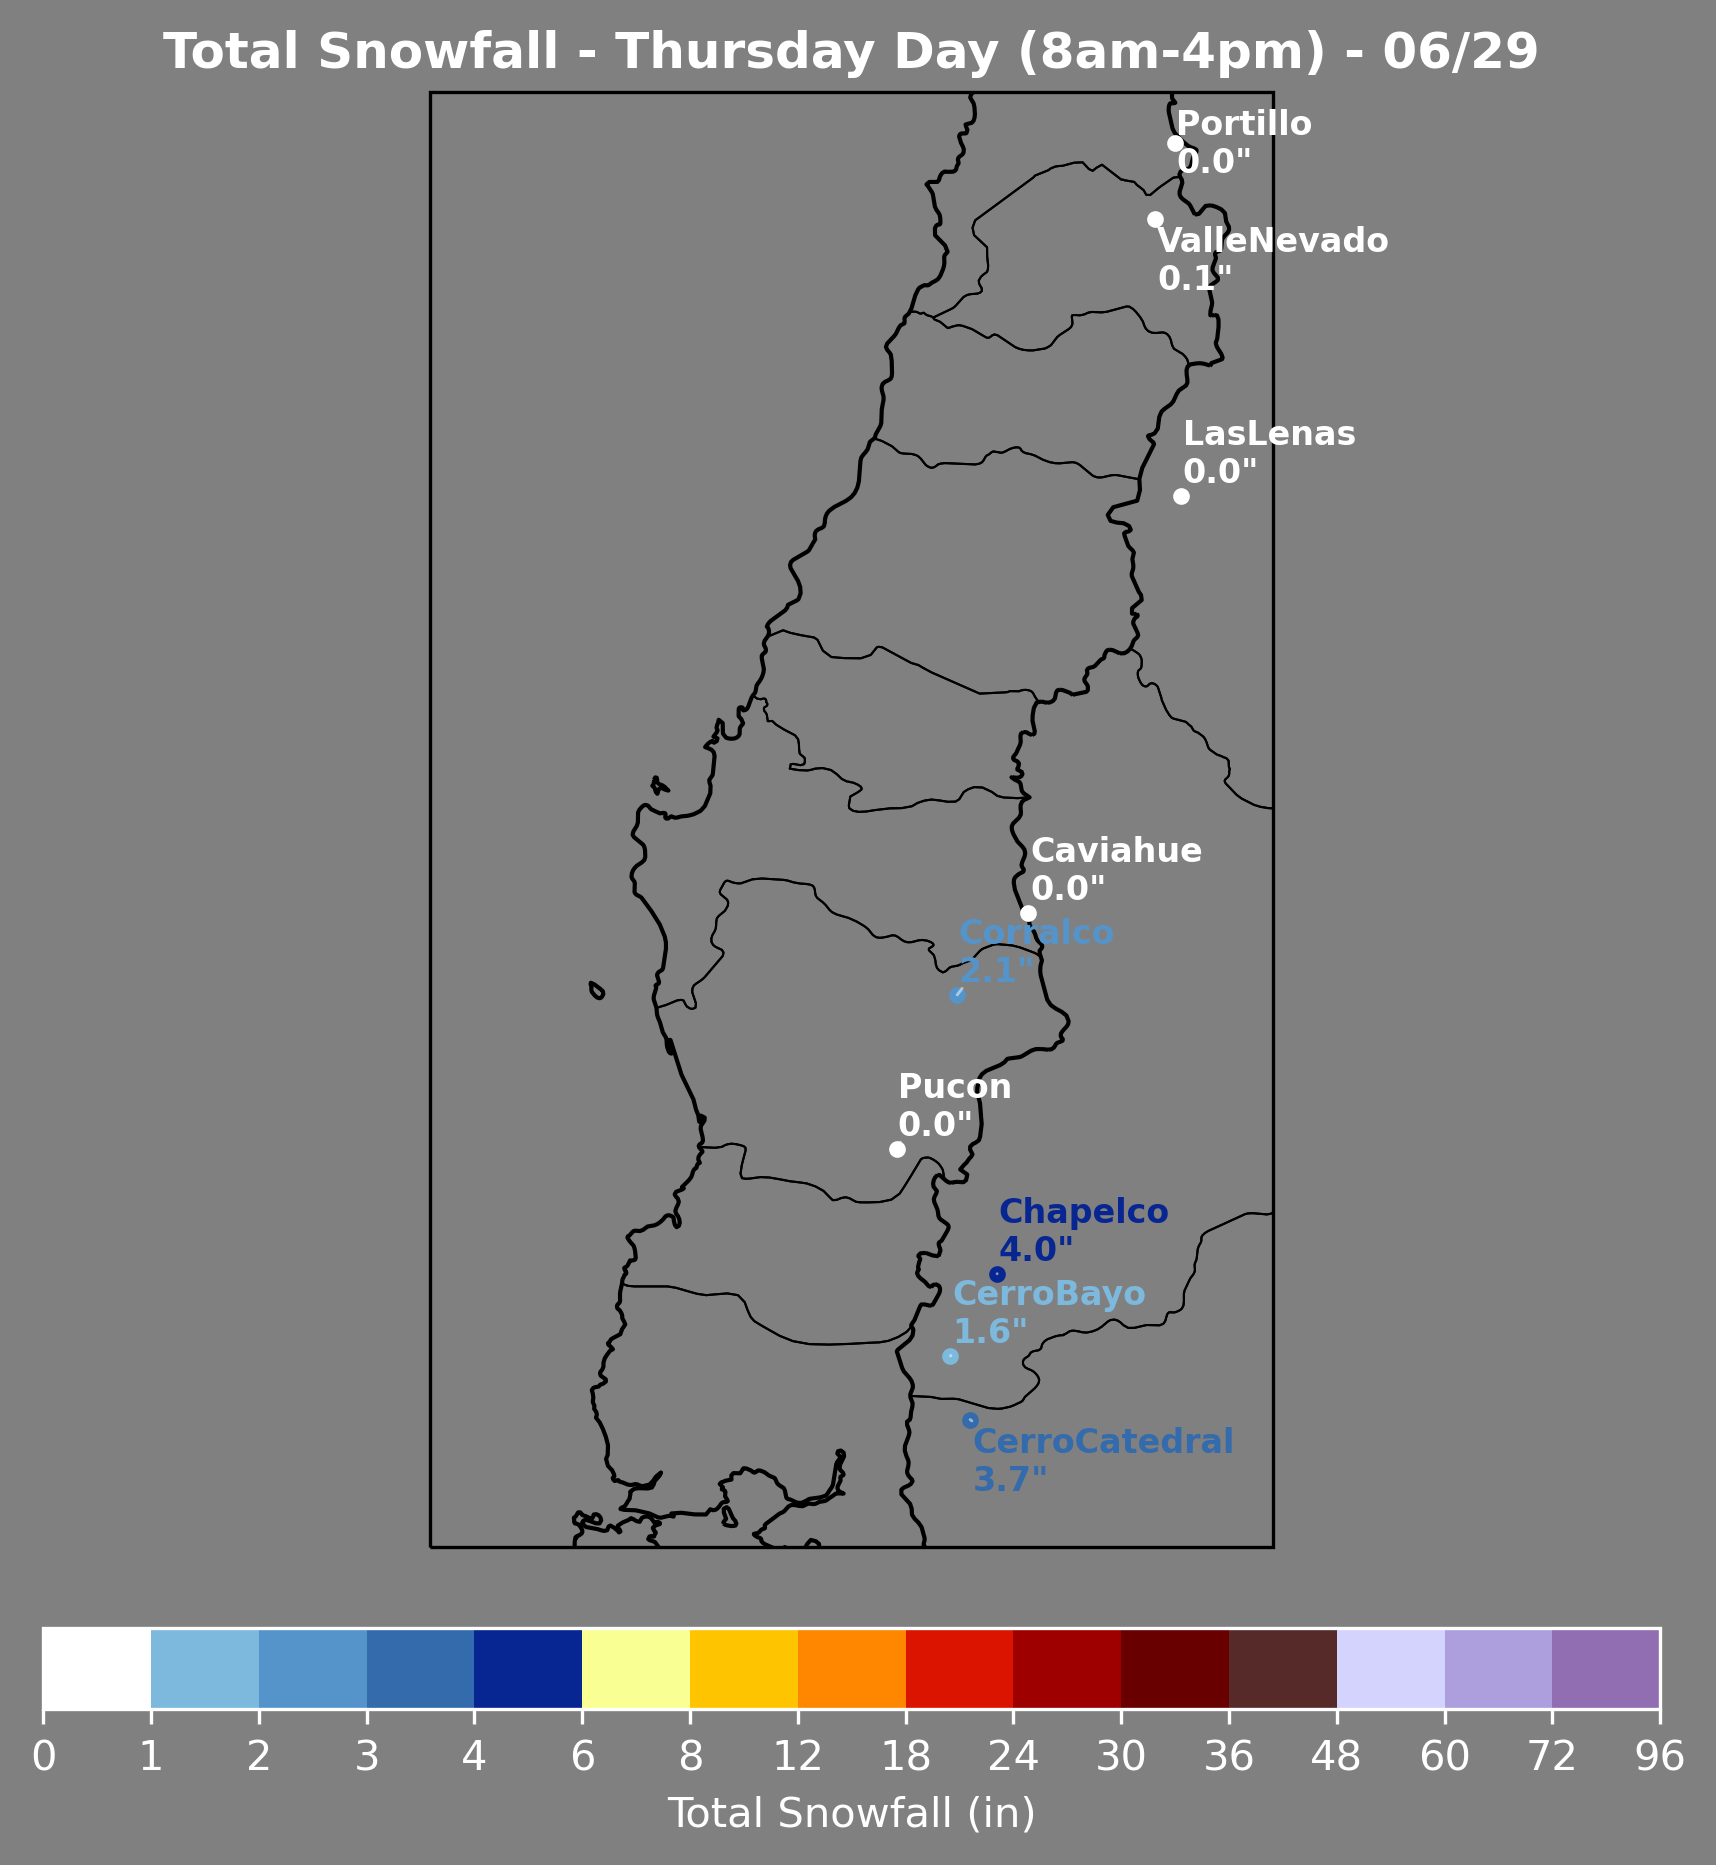 Total Snowfall - Thursday Day (8am-4pm) - 06/29
Portillo
0.0"
ValleNevado
0.1"
LasLenas
0.0"
Caviahue
0.0"
Corralco
2.1"
Pucon
0.0"
Chapelco
4.0"
CerroBayo
1.6"
CerroCatedral
3.7"
0 1 2 3 4 6 8 12 18 24 30 36 48 60 72 96
Total Snowfall (in)